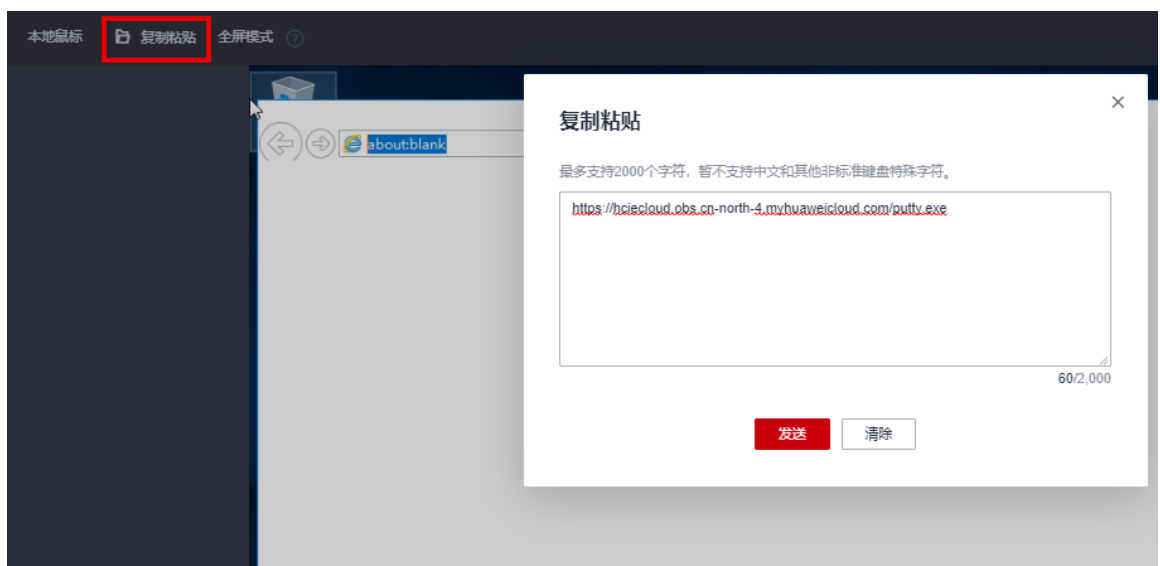 本地鼠标 复制粘贴 全屏模式 ?
about:blank
复制粘贴
最多支持2000个字符，暂不支持中文和其他非标准键盘特殊字符。
https://hciecloud.obs.cn-north-4.myhuaweicloud.com/putty.exe
60/2,000
发送 清除